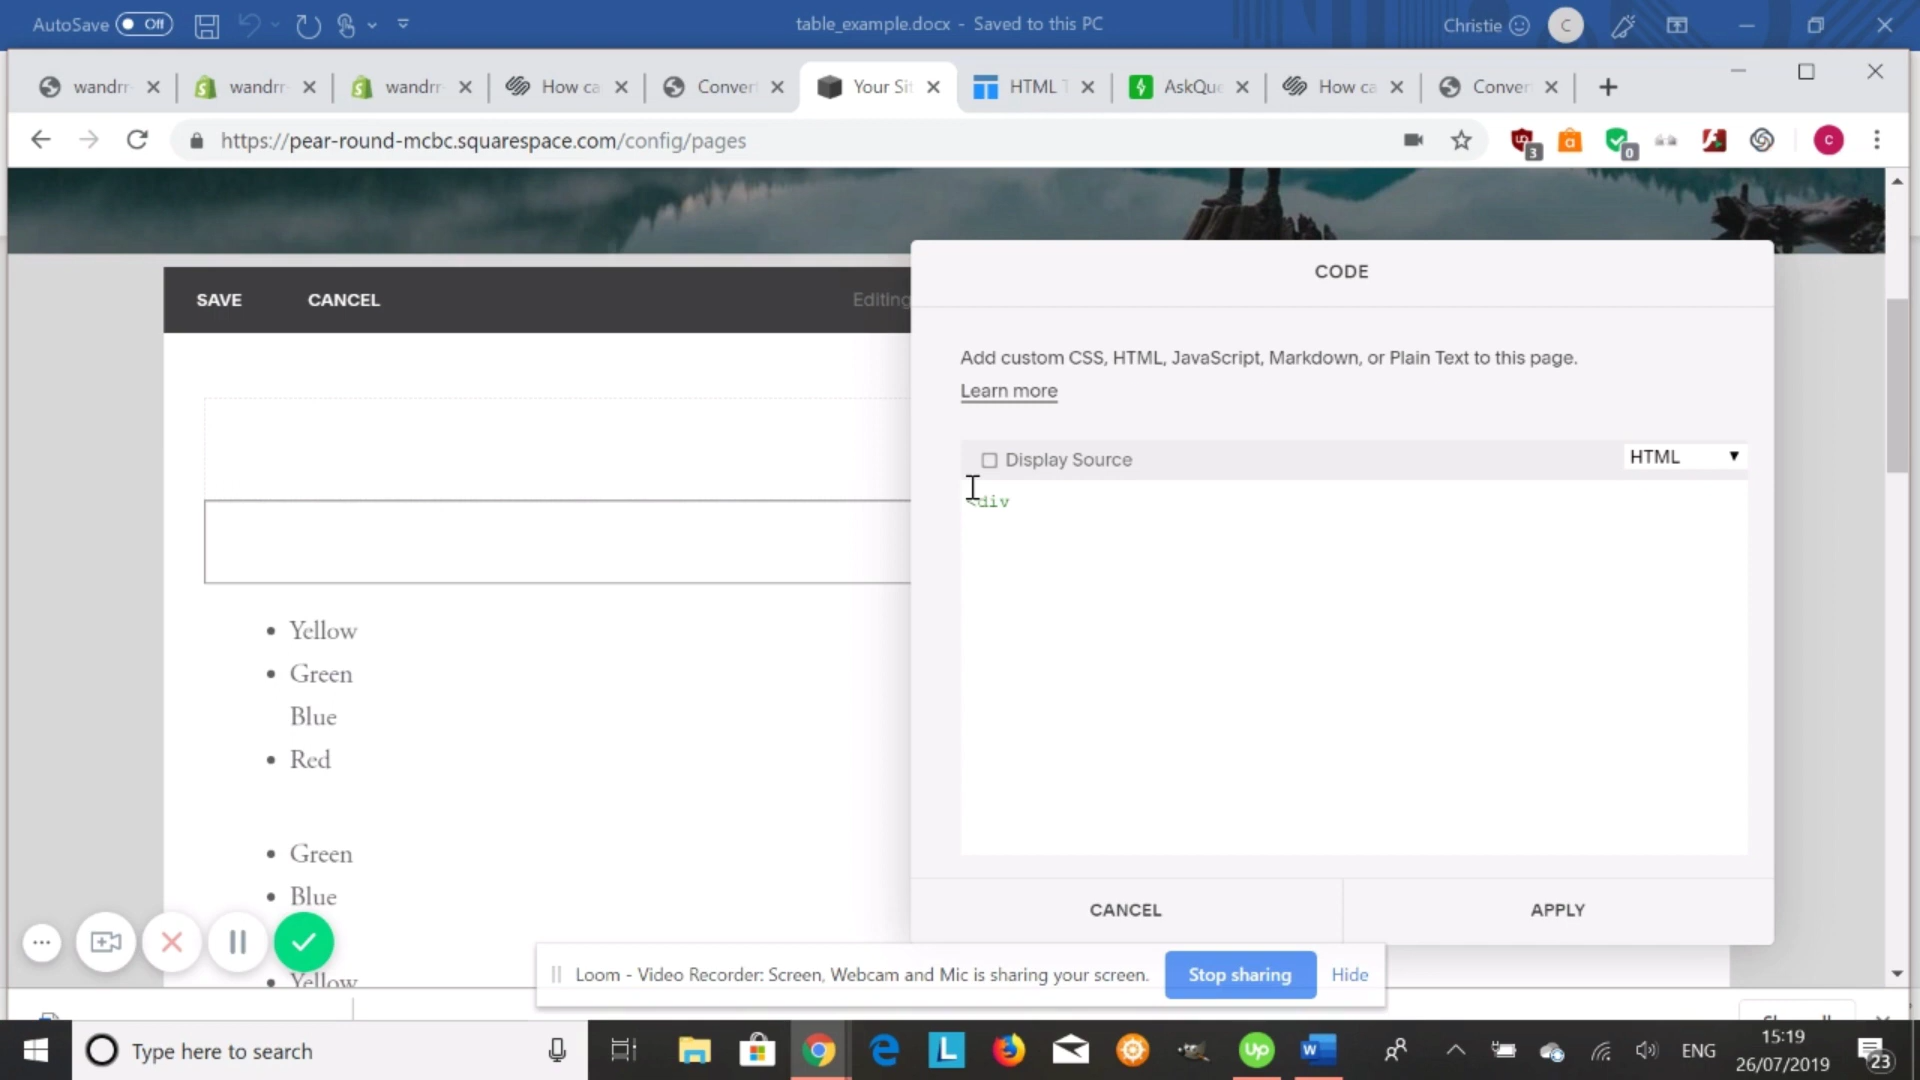 AutoSave Off table_example.docx - Saved to this PC Christie C
wandrr wandrr wandrr How ca Conver Your Sit HTML T AskQue How ca Conver
https://pear-round-mcbc.squarespace.com/config/pages 3 a 0 C
SAVE CANCEL Editing
CODE
Add custom CSS, HTML, JavaScript, Markdown, or Plain Text to this page.
Learn more
Display Source HTML
<div
Yellow
Green
Blue
Red
Green
Blue
Yellow
CANCEL APPLY
Loom - Video Recorder: Screen, Webcam and Mic is sharing your screen. Stop sharing Hide
Type here to search L Up W ENG 15:19
26/07/2019 23